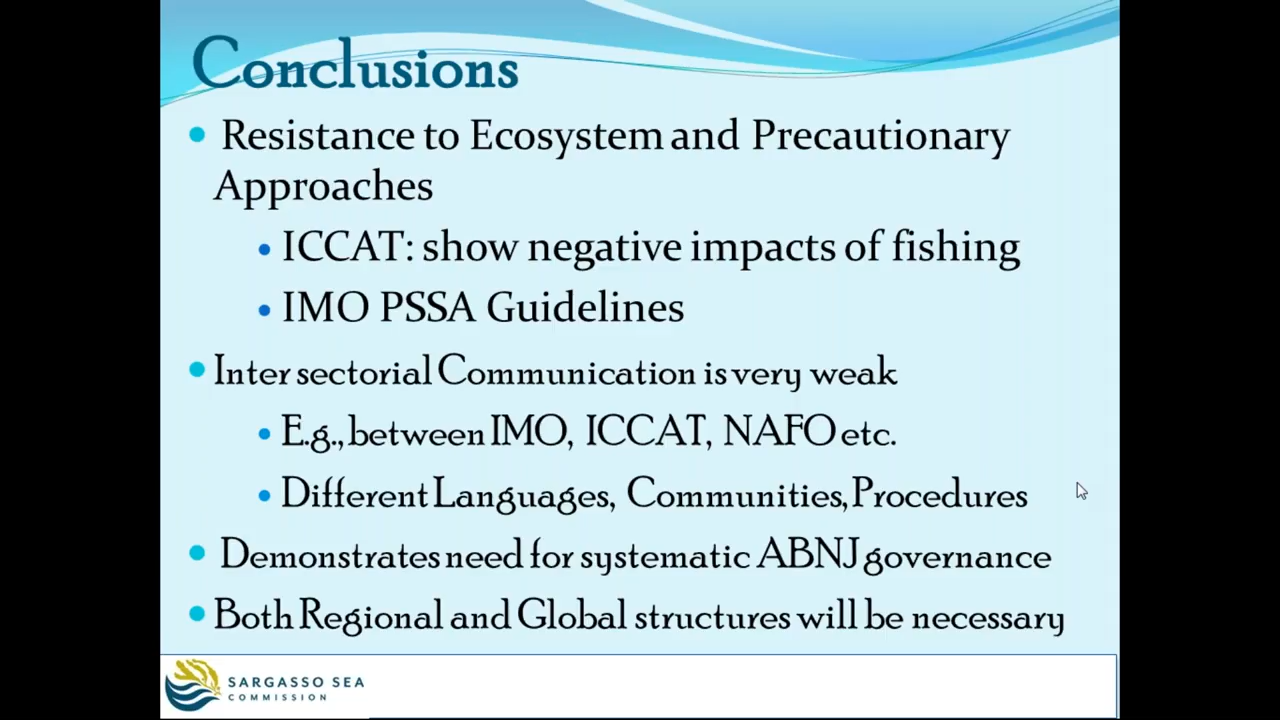 Conclusions
Resistance to Ecosystem and Precautionary
Approaches
ICCAT: show negative impacts of fishing
IMO PSSA Guidelines
Inter sectorial Communication is very weak
E.g., between IMO, ICCAT, NAFO etc.
Different Languages, Communities, Procedures
Demonstrates need for systematic ABNJ governance
Both Regional and Global structures will be necessary
SARGASSO SEA
COMMISSION